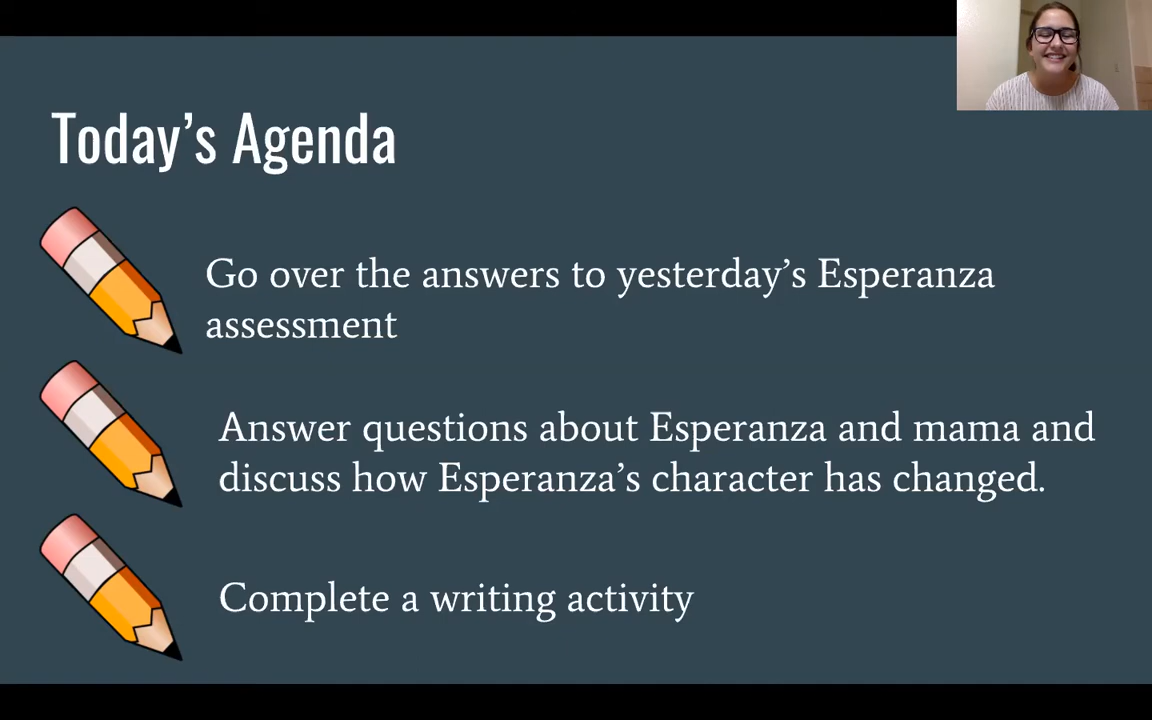 Today’s Agenda
Go over the answers to yesterday’s Esperanza
assessment
Answer questions about Esperanza and mama and
discuss how Esperanza’s character has changed.
Complete a writing activity